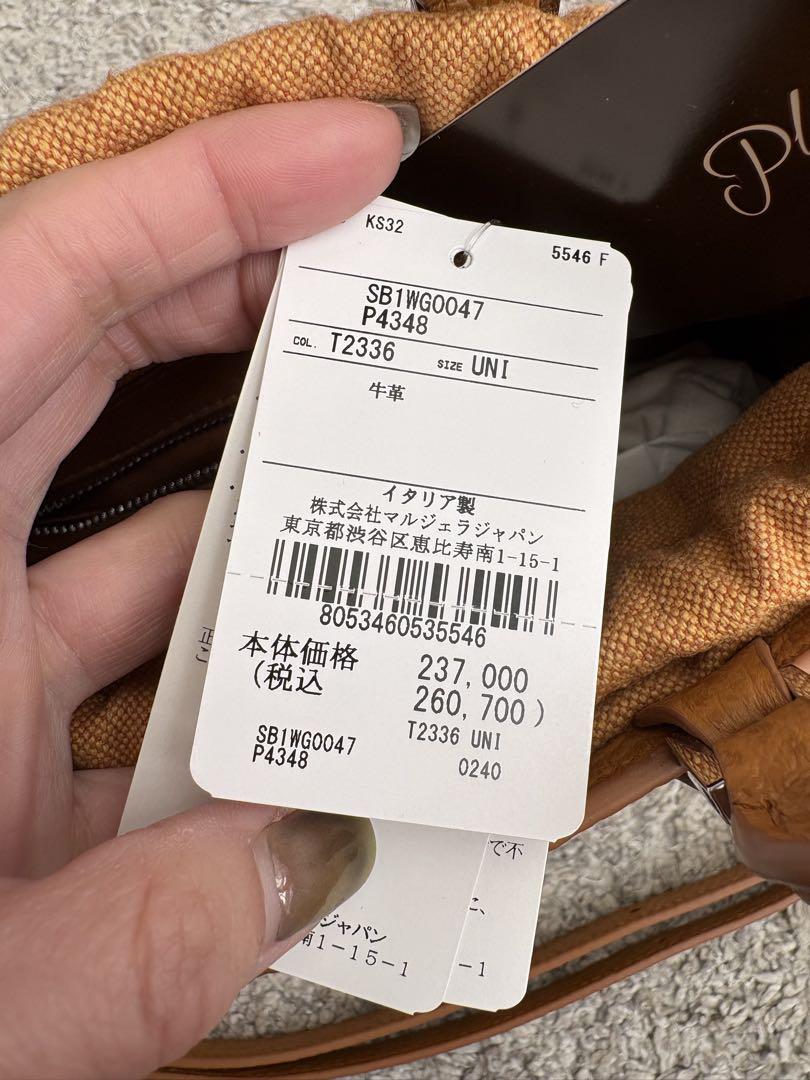 Pl
KS32 5546 F
SB1WG0047
P4348
COL. T2336 SIZE UNI
牛革
イタリア製
株式会社マルジェラジャパン
東京都渋谷区恵比寿南1-15-1
8053460535546
本体価格 237,000
(税込 260,700)
SB1WG0047 T2336 UNI
P4348 0240
で不
に、
ジャパン
南1-15-1
-1